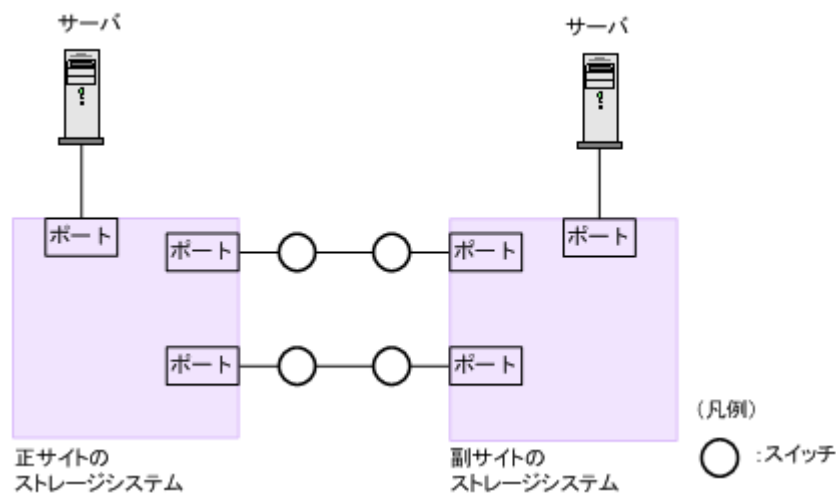 サーバ
サーバ
ポート
ポート
ポート
ポート
ポート
ポート
正サイトの
ストレージシステム
副サイトの
ストレージシステム
(凡例)
:スイッチ